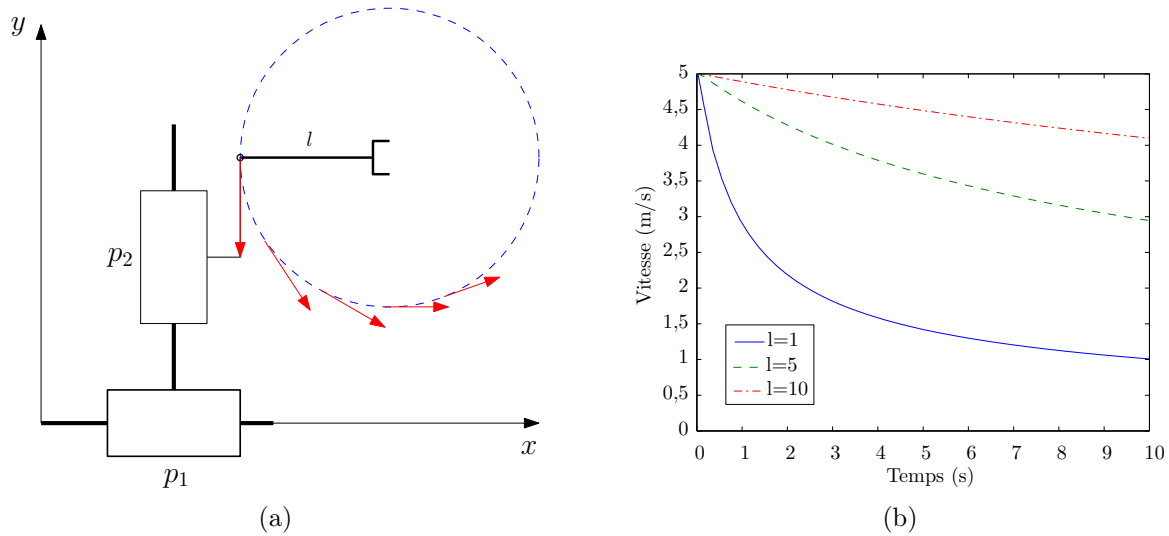 y
l
p2
p1
x
(a)
Vitesse (m/s)
5
4,5
4
3,5
3
2,5
2
1,5
1
0,5
0
l=1
l=5
l=10
0 1 2 3 4 5 6 7 8 9 10
Temps (s)
(b)